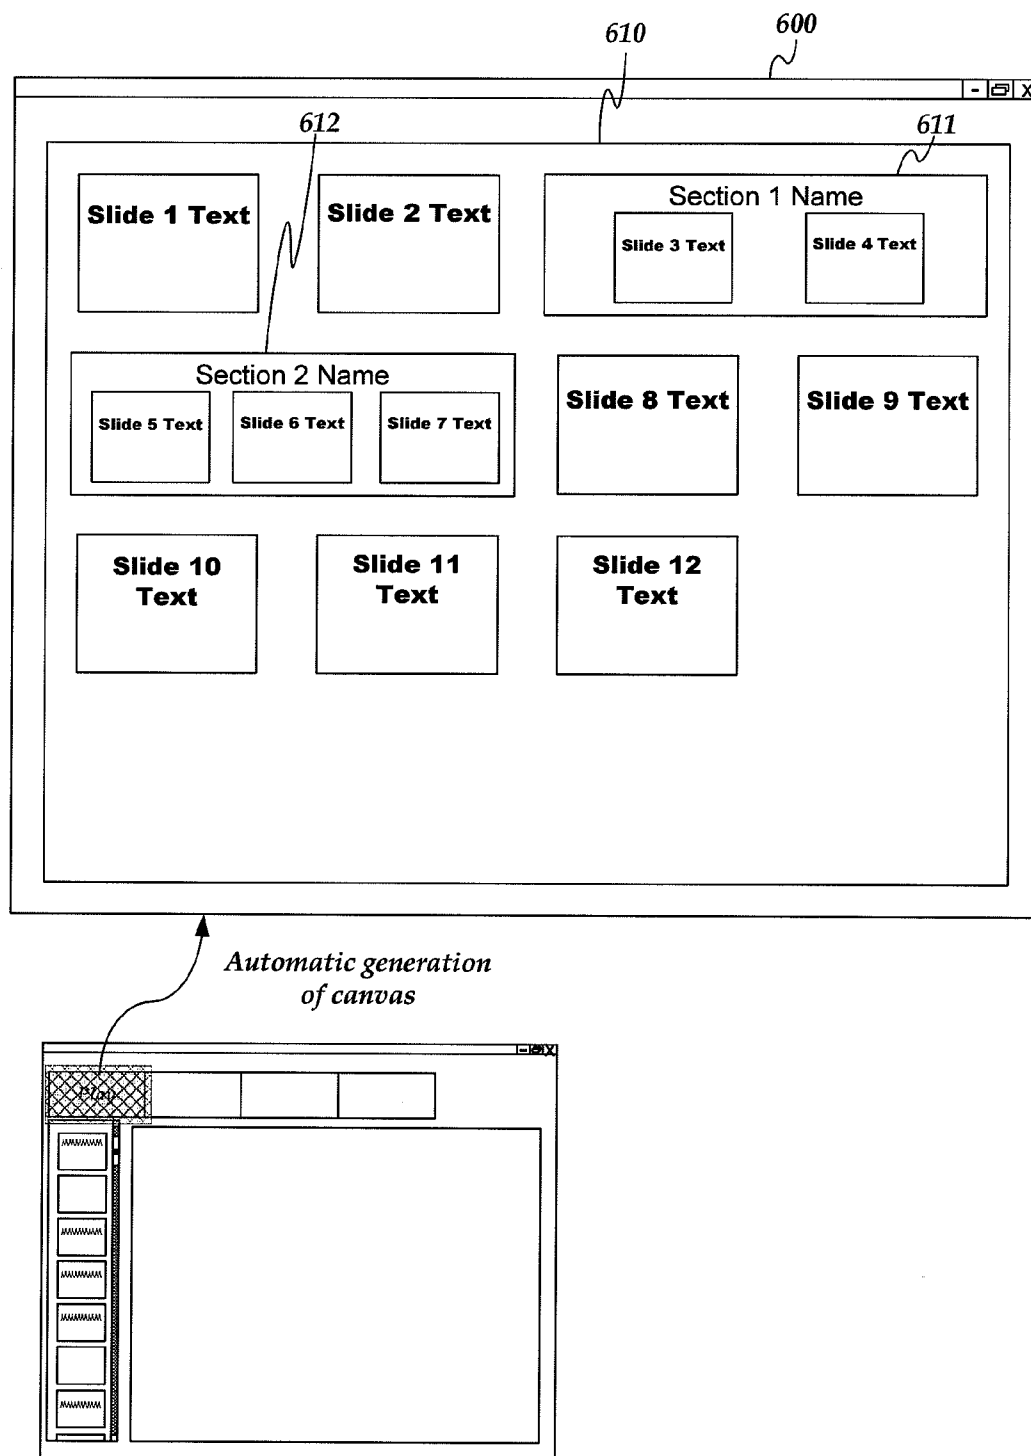 600
610
- X
612
611
Slide 1 Text
Slide 2 Text
Section 1 Name
Slide 3 Text
Slide 4 Text
Section 2 Name
Slide 5 Text
Slide 6 Text
Slide 7 Text
Slide 8 Text
Slide 9 Text
Slide 10
Text
Slide 11
Text
Slide 12
Text
Automatic generation
of canvas
- X
Play